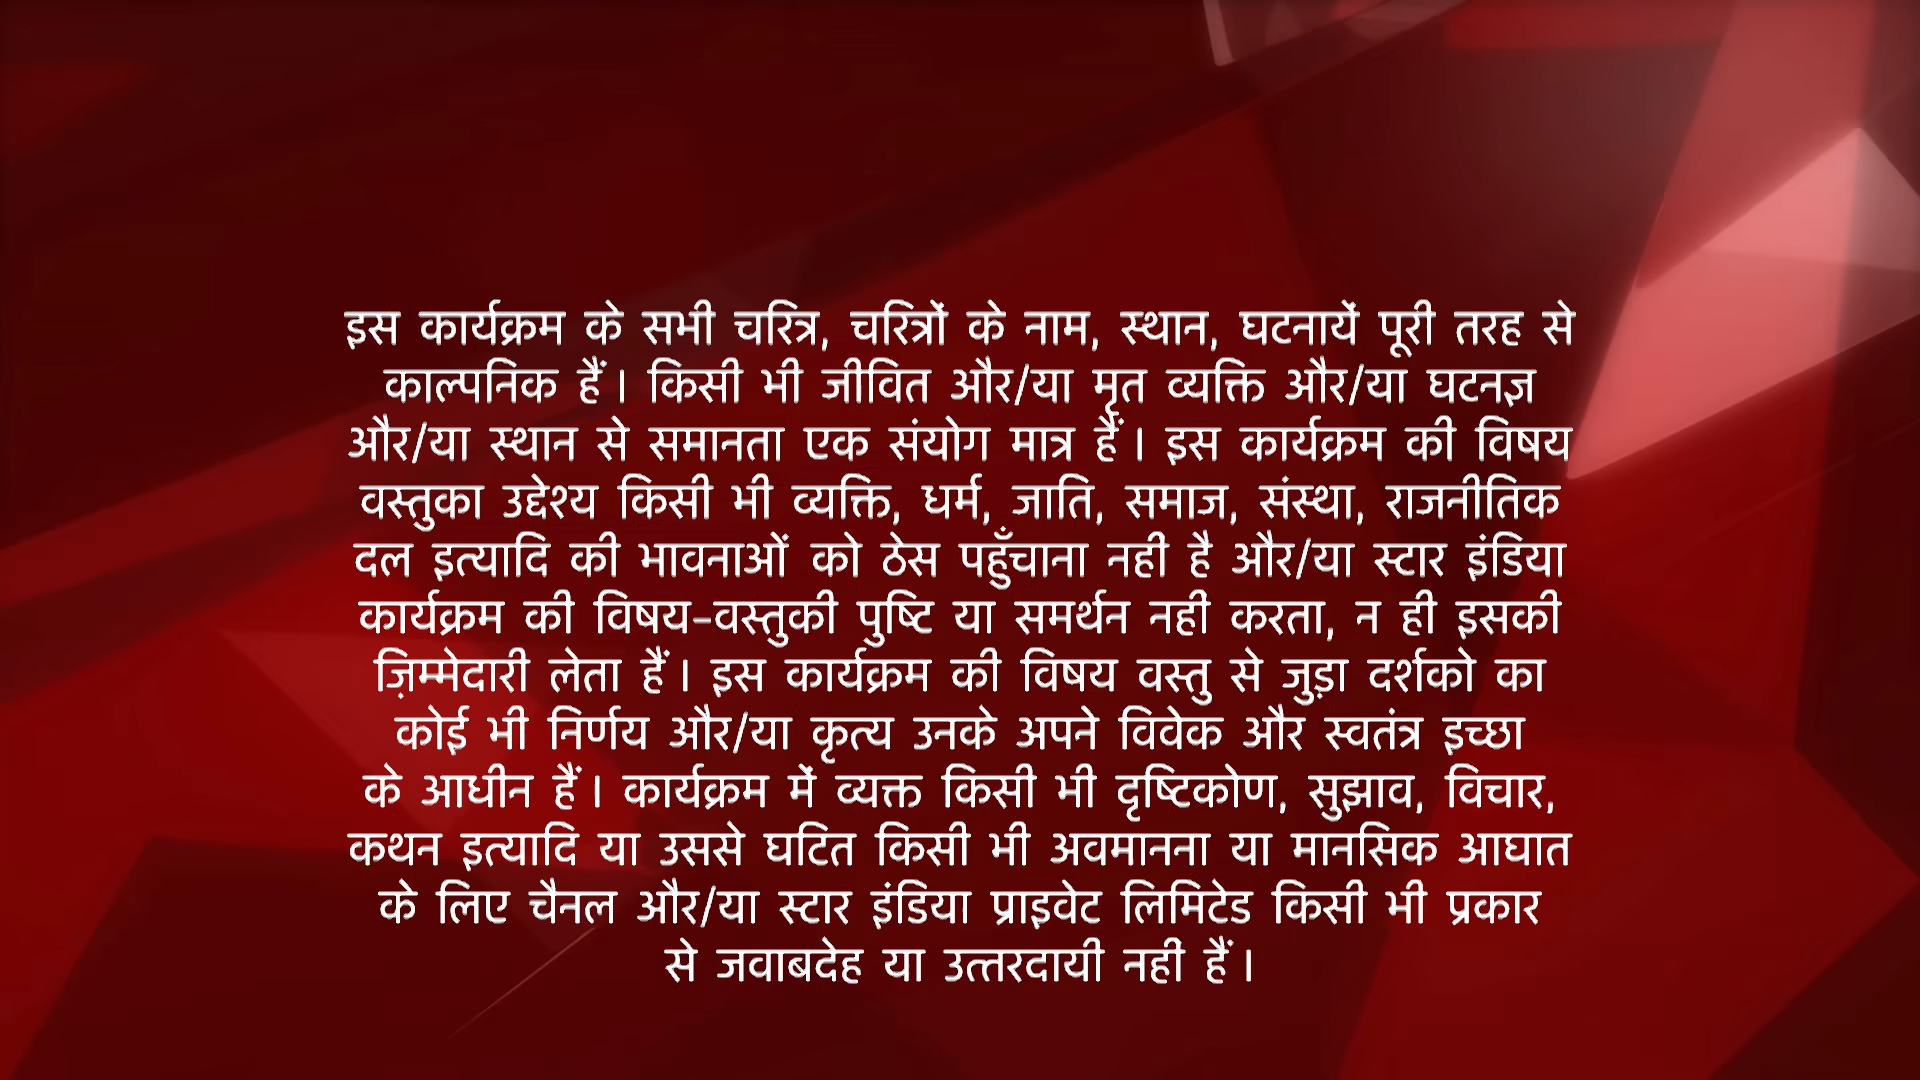 इस कार्यक्रम के सभी चरित्र, चरित्रों के नाम, स्थान, घटनायें पूरी तरह से
काल्पनिक हैं। किसी भी जीवित और/या मृत व्यक्ति और/या घटनज्ञ
और/या स्थान से समानता एक संयोग मात्र हैं। इस कार्यक्रम की विषय
वस्तुका उद्देश्य किसी भी व्यक्ति, धर्म, जाति, समाज, संस्था, राजनीतिक
दल इत्यादि की भावनाओं को ठेस पहुँचाना नही है और/या स्टार इंडिया
कार्यक्रम की विषय-वस्तुकी पुष्टि या समर्थन नही करता, न ही इसकी
ज़िम्मेदारी लेता हैं। इस कार्यक्रम की विषय वस्तु से जुड़ा दर्शको का
कोई भी निर्णय और/या कृत्य उनके अपने विवेक और स्वतंत्र इच्छा
के आधीन हैं। कार्यक्रम में व्यक्त किसी भी दृष्टिकोण, सुझाव, विचार,
कथन इत्यादि या उससे घटित किसी भी अवमानना या मानसिक आघात
के लिए चैनल और/या स्टार इंडिया प्राइवेट लिमिटेड किसी भी प्रकार
से जवाबदेह या उत्तरदायी नही हैं।